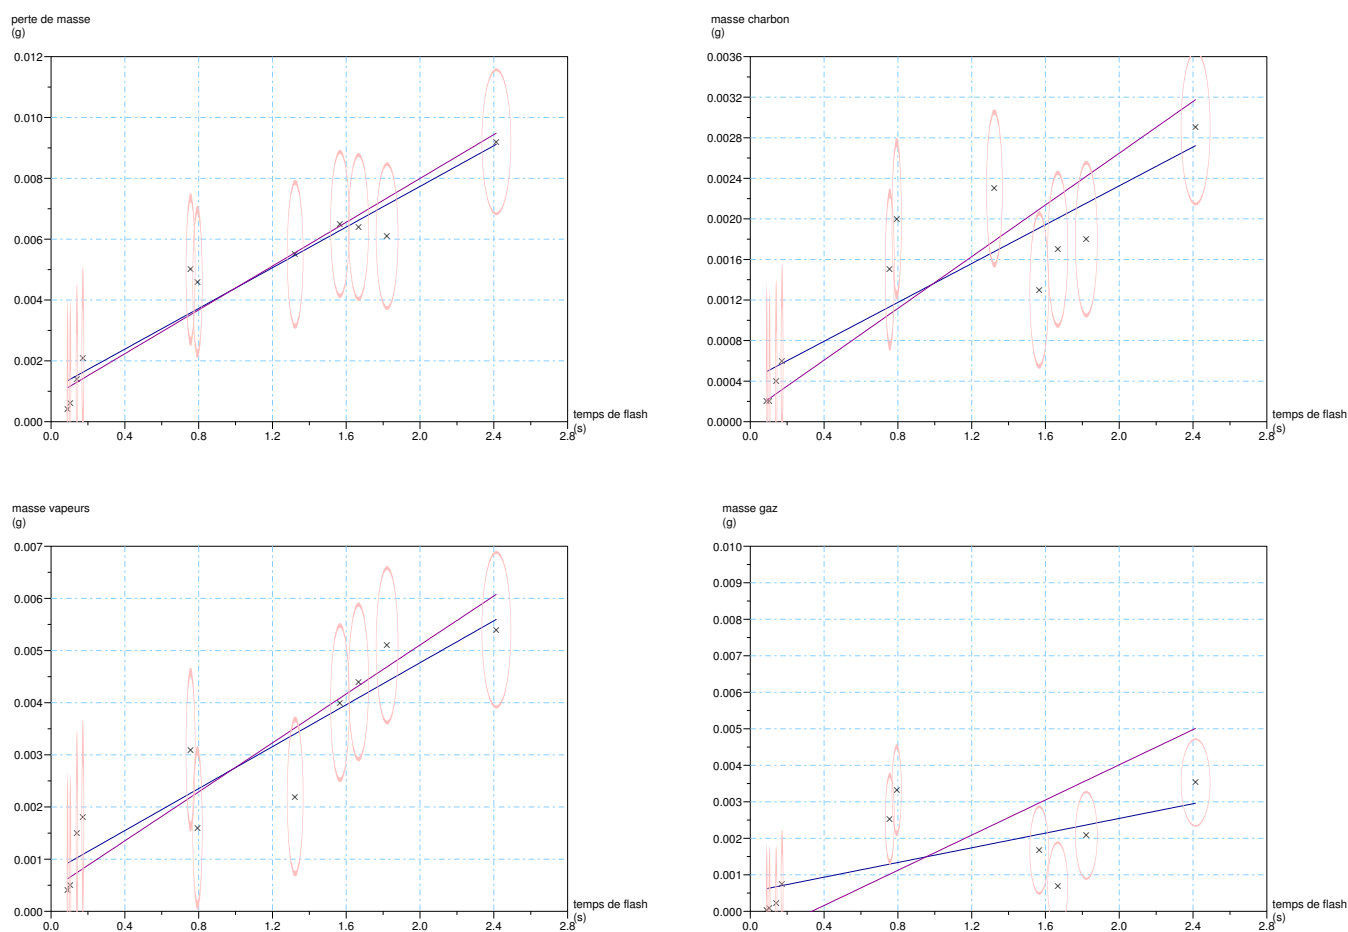 perte de masse
(g)
0.012
0.010
0.008
0.006
0.004
0.002
0.000
0.0 0.4 0.8 1.2 1.6 2.0 2.4 2.8
temps de flash
(s)
masse charbon
(g)
0.0036
0.0032
0.0028
0.0024
0.0020
0.0016
0.0012
0.0008
0.0004
0.0000
0.0 0.4 0.8 1.2 1.6 2.0 2.4 2.8
temps de flash
(s)
masse vapeurs
(g)
0.007
0.006
0.005
0.004
0.003
0.002
0.001
0.000
0.0 0.4 0.8 1.2 1.6 2.0 2.4 2.8
temps de flash
(s)
masse gaz
(g)
0.010
0.009
0.008
0.007
0.006
0.005
0.004
0.003
0.002
0.001
0.000
0.0 0.4 0.8 1.2 1.6 2.0 2.4 2.8
temps de flash
(s)